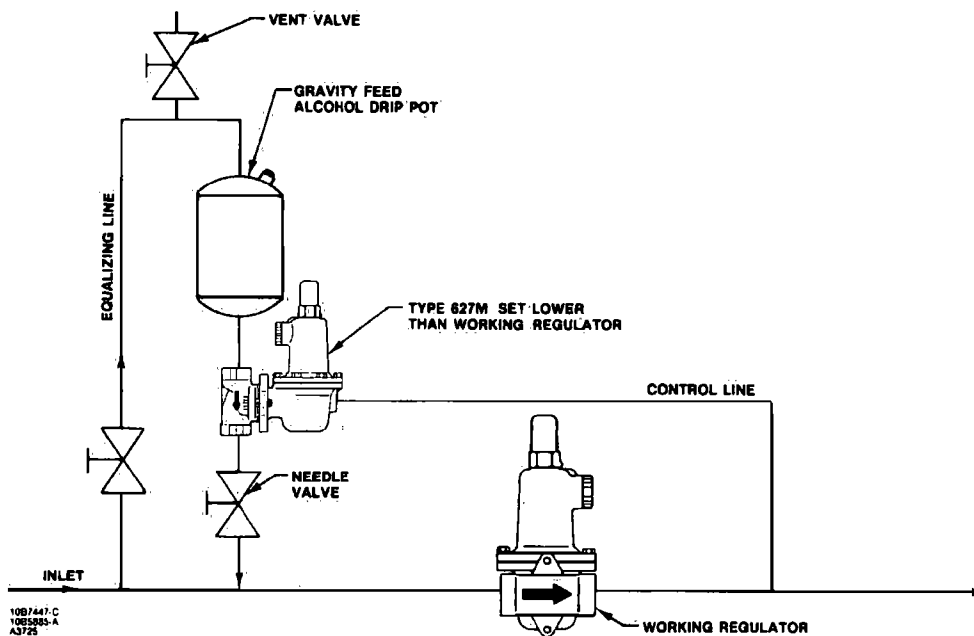 VENT VALVE
GRAVITY FEED
ALCOHOL DRIP POT
EQUALIZING LINE
TYPE 627M SET LOWER
THAN WORKING REGULATOR
CONTROL LINE
NEEDLE
VALVE
INLET
10B7447-C
10B5885-A
A3725
WORKING REGULATOR